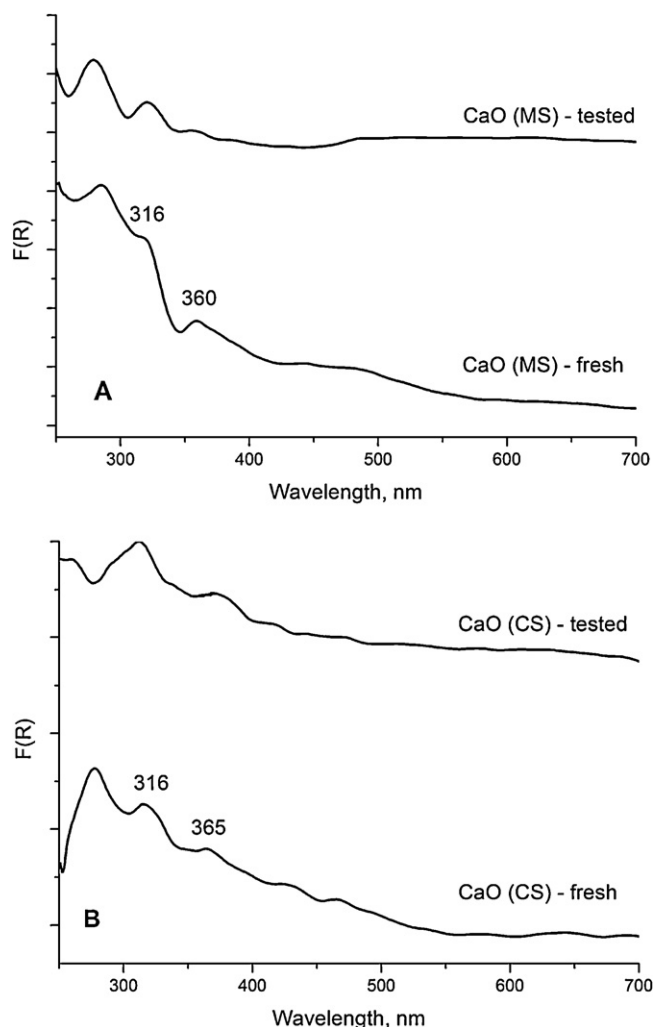 CaO (MS) - tested
F(R)
316
360
CaO (MS) - fresh
A
300 400 500 600 700
Wavelength, nm
CaO (CS) - tested
F(R)
316
365
CaO (CS) - fresh
B
300 400 500 600 700
Wavelength, nm